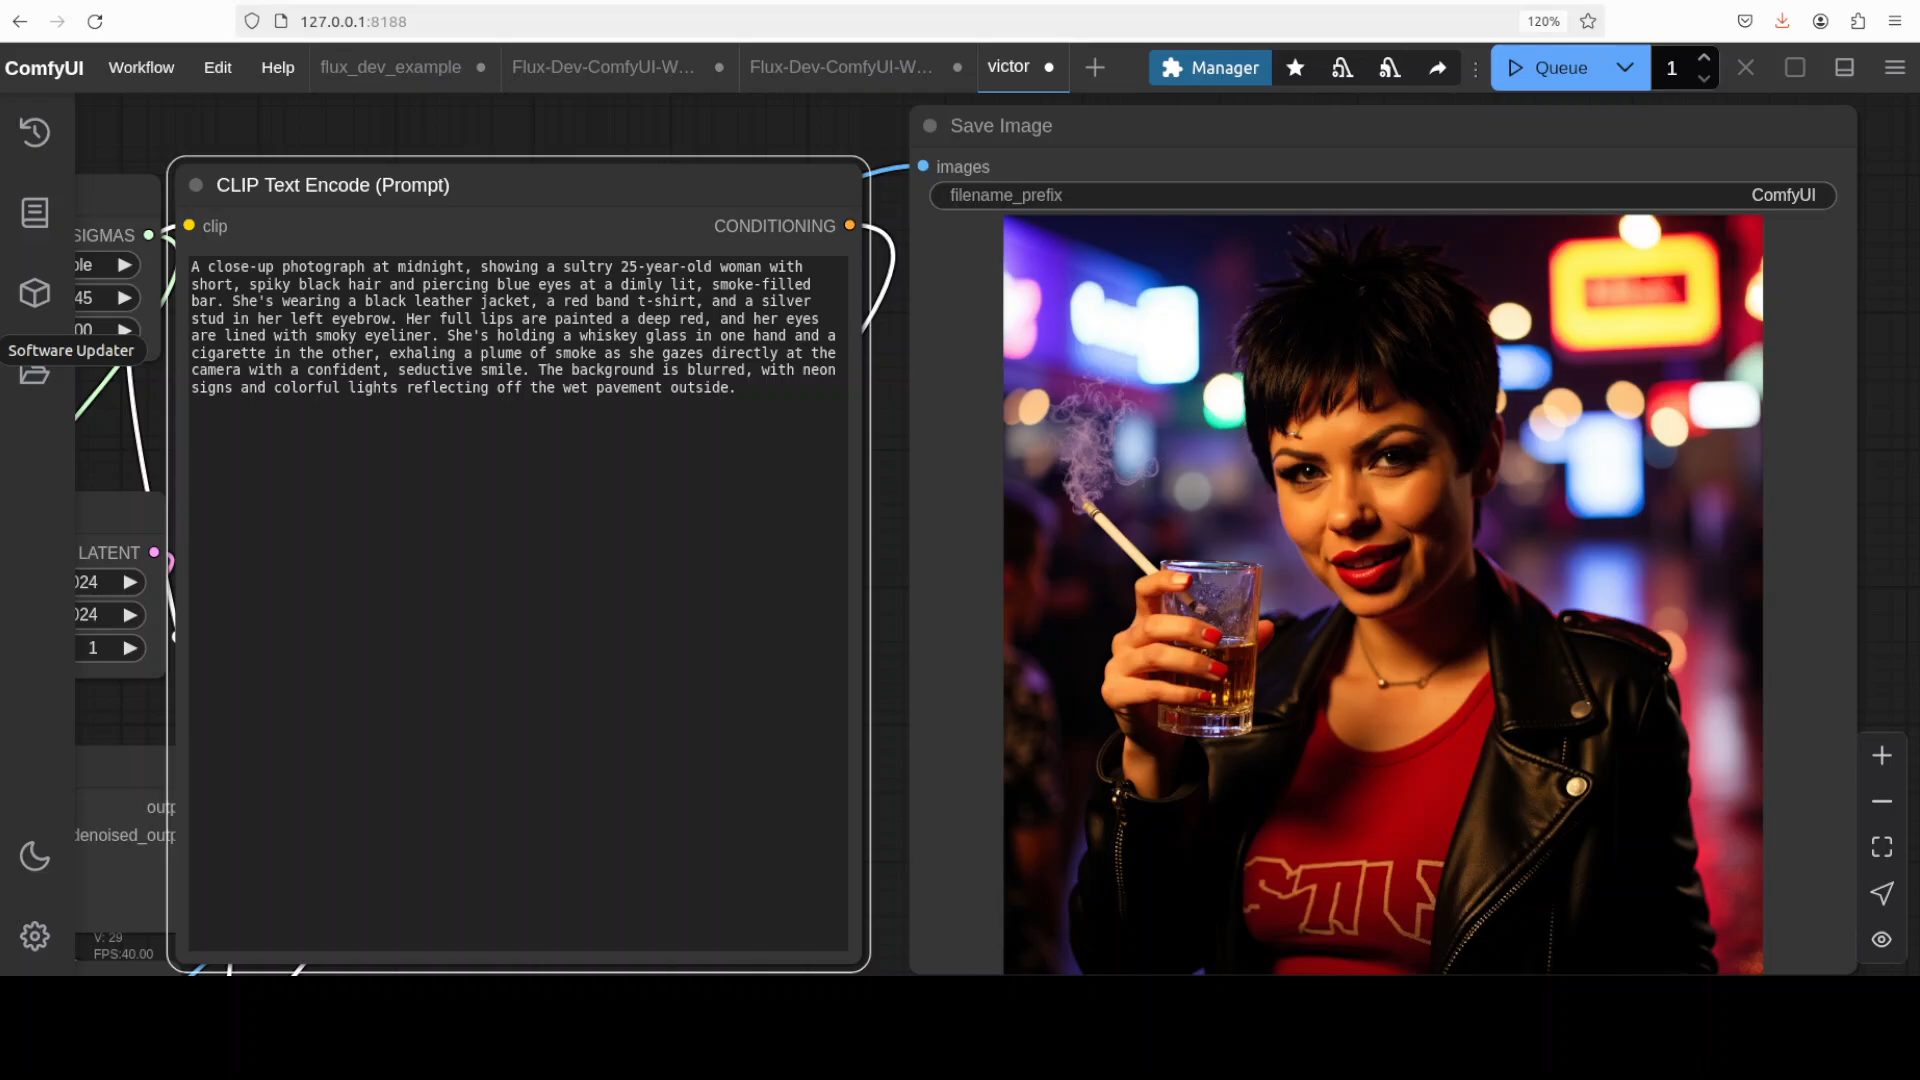 127.0.0.1:8188
120%
ComfyUI
Workflow
Edit
Help
flux_dev_example
Flux-Dev-ComfyUI-W...
Flux-Dev-ComfyUI-W...
victor
Manager
Queue
1
Save Image
images
filename_prefix
ComfyUI
CLIP Text Encode (Prompt)
clip
CONDITIONING
A close-up photograph at midnight, showing a sultry 25-year-old woman with
short, spiky black hair and piercing blue eyes at a dimly lit, smoke-filled
bar. She's wearing a black leather jacket, a red band t-shirt, and a silver
stud in her left eyebrow. Her full lips are painted a deep red, and her eyes
are lined with smoky eyeliner. She's holding a whiskey glass in one hand and a
cigarette in the other, exhaling a plume of smoke as she gazes directly at the
camera with a confident, seductive smile. The background is blurred, with neon
signs and colorful lights reflecting off the wet pavement outside.
SIGMAS
ple
45
00
Software Updater
LATENT
024
024
1
outp
denoised_outp
V: 29
FPS:40.00